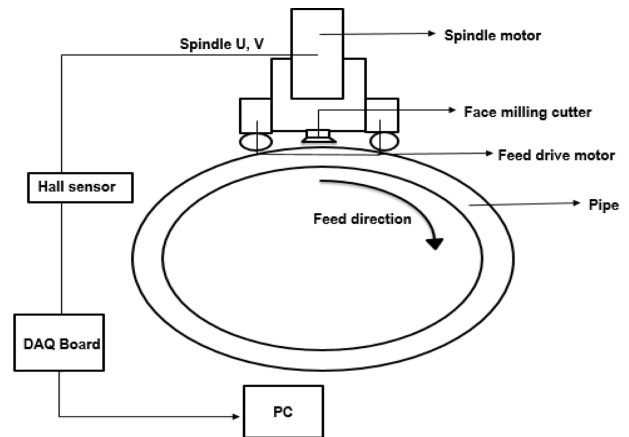 Spindle U, V
Spindle motor
Face milling cutter
Feed drive motor
Hall sensor
Pipe
Feed direction
DAQ Board
PC